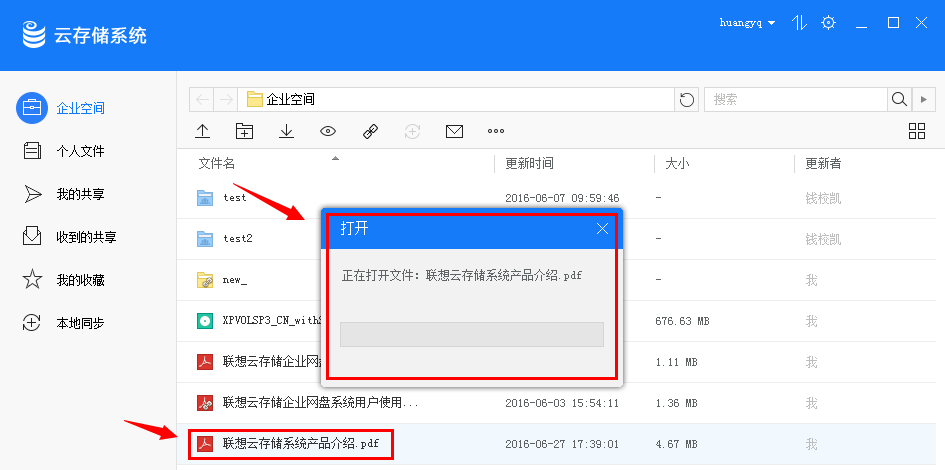 云存储系统
huangyq
企业空间
个人文件
我的共享
收到的共享
我的收藏
本地同步
企业空间
搜索
文件名 更新时间 大小 更新者
test 2016-06-07 09:59:46 - 钱校凯
test2 - 钱校凯
new_ - 我
XPVOLSP3_CN_with 676.63 MB 我
联想云存储企业网 1.11 MB 我
联想云存储企业网盘系统用户使用... 2016-06-03 15:54:11 1.36 MB 我
联想云存储系统产品介绍.pdf 2016-06-27 17:39:01 4.67 MB 我
打开
正在打开文件: 联想云存储系统产品介绍.pdf